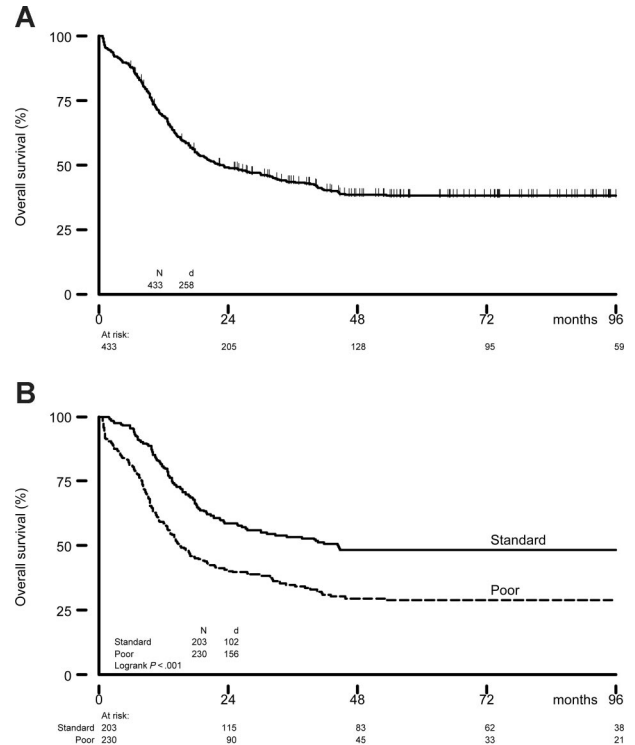 A
100
75
50
25
0
Overall survival (%)
N d
433 258
0 24 48 72 months 96
At risk:
433 205 128 95 59
B
100
75
50
25
0
Overall survival (%)
Standard
Poor
N d
Standard 203 102
Poor 230 156
Logrank P < .001
0 24 48 72 months 96
At risk:
Standard 203 115 83 62 38
Poor 230 90 45 33 21